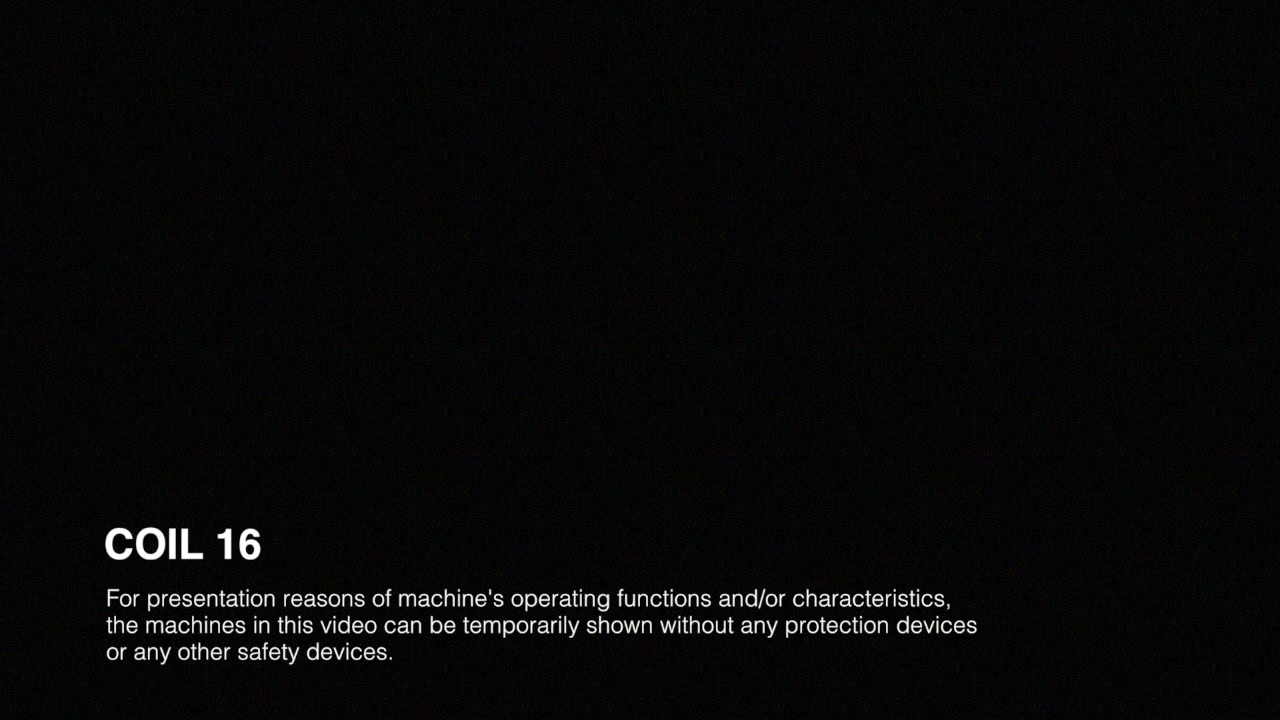 COIL 16
For presentation reasons of machine's operating functions and/or characteristics,
the machines in this video can be temporarily shown without any protection devices
or any other safety devices.